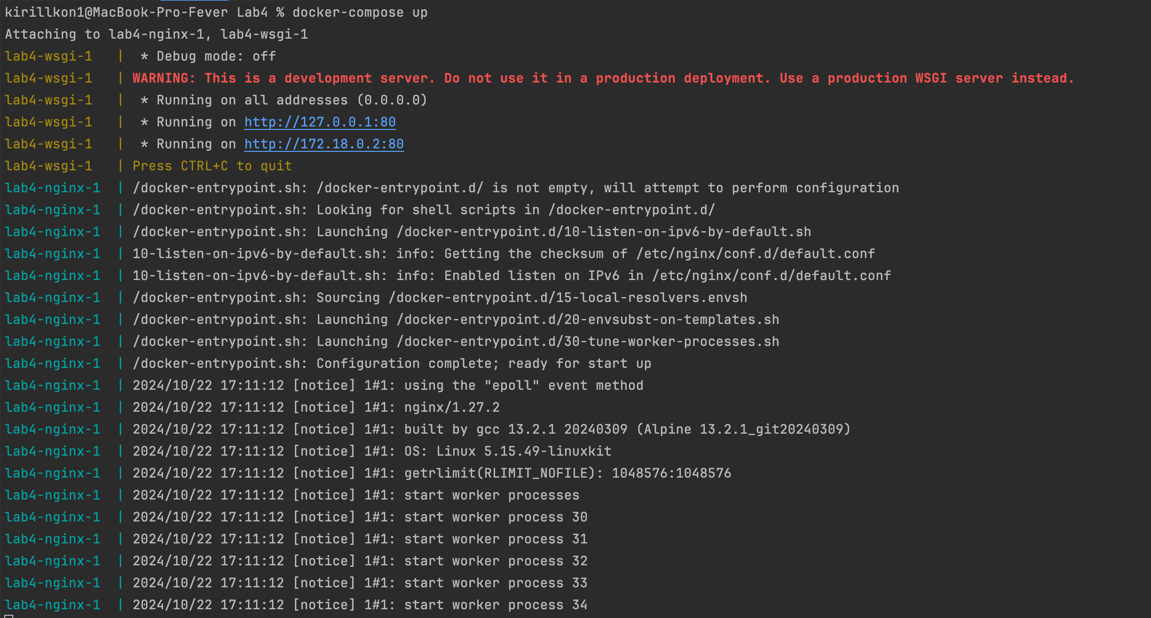 kirillkon1@MacBook-Pro-Fever Lab4 % docker-compose up
Attaching to lab4-nginx-1, lab4-wsgi-1
lab4-wsgi-1   |  * Debug mode: off
lab4-wsgi-1   | WARNING: This is a development server. Do not use it in a production deployment. Use a production WSGI server instead.
lab4-wsgi-1   |  * Running on all addresses (0.0.0.0)
lab4-wsgi-1   |  * Running on http://127.0.0.1:80
lab4-wsgi-1   |  * Running on http://172.18.0.2:80
lab4-wsgi-1   | Press CTRL+C to quit
lab4-nginx-1  | /docker-entrypoint.sh: /docker-entrypoint.d/ is not empty, will attempt to perform configuration
lab4-nginx-1  | /docker-entrypoint.sh: Looking for shell scripts in /docker-entrypoint.d/
lab4-nginx-1  | /docker-entrypoint.sh: Launching /docker-entrypoint.d/10-listen-on-ipv6-by-default.sh
lab4-nginx-1  | 10-listen-on-ipv6-by-default.sh: info: Getting the checksum of /etc/nginx/conf.d/default.conf
lab4-nginx-1  | 10-listen-on-ipv6-by-default.sh: info: Enabled listen on IPv6 in /etc/nginx/conf.d/default.conf
lab4-nginx-1  | /docker-entrypoint.sh: Sourcing /docker-entrypoint.d/15-local-resolvers.envsh
lab4-nginx-1  | /docker-entrypoint.sh: Launching /docker-entrypoint.d/20-envsubst-on-templates.sh
lab4-nginx-1  | /docker-entrypoint.sh: Launching /docker-entrypoint.d/30-tune-worker-processes.sh
lab4-nginx-1  | /docker-entrypoint.sh: Configuration complete; ready for start up
lab4-nginx-1  | 2024/10/22 17:11:12 [notice] 1#1: using the "epoll" event method
lab4-nginx-1  | 2024/10/22 17:11:12 [notice] 1#1: nginx/1.27.2
lab4-nginx-1  | 2024/10/22 17:11:12 [notice] 1#1: built by gcc 13.2.1 20240309 (Alpine 13.2.1_git20240309)
lab4-nginx-1  | 2024/10/22 17:11:12 [notice] 1#1: OS: Linux 5.15.49-linuxkit
lab4-nginx-1  | 2024/10/22 17:11:12 [notice] 1#1: getrlimit(RLIMIT_NOFILE): 1048576:1048576
lab4-nginx-1  | 2024/10/22 17:11:12 [notice] 1#1: start worker processes
lab4-nginx-1  | 2024/10/22 17:11:12 [notice] 1#1: start worker process 30
lab4-nginx-1  | 2024/10/22 17:11:12 [notice] 1#1: start worker process 31
lab4-nginx-1  | 2024/10/22 17:11:12 [notice] 1#1: start worker process 32
lab4-nginx-1  | 2024/10/22 17:11:12 [notice] 1#1: start worker process 33
lab4-nginx-1  | 2024/10/22 17:11:12 [notice] 1#1: start worker process 34